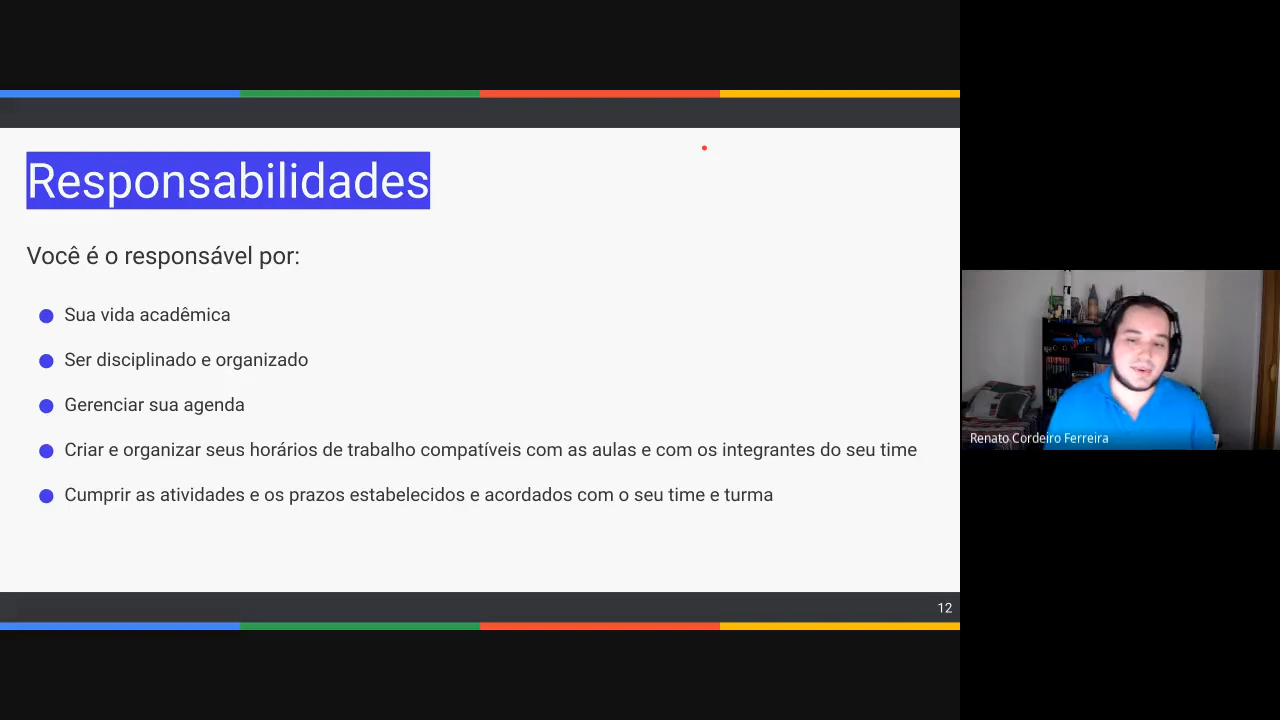 Responsabilidades
Você é o responsável por:
Sua vida acadêmica
Ser disciplinado e organizado
Gerenciar sua agenda
Criar e organizar seus horários de trabalho compatíveis com as aulas e com os integrantes do seu time
Cumprir as atividades e os prazos estabelecidos e acordados com o seu time e turma
12
Renato Cordeiro Ferreira